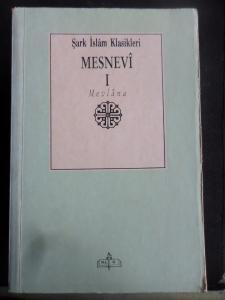 Şark İslâm Klasikleri
MESNEVÎ
I
Mevlâna